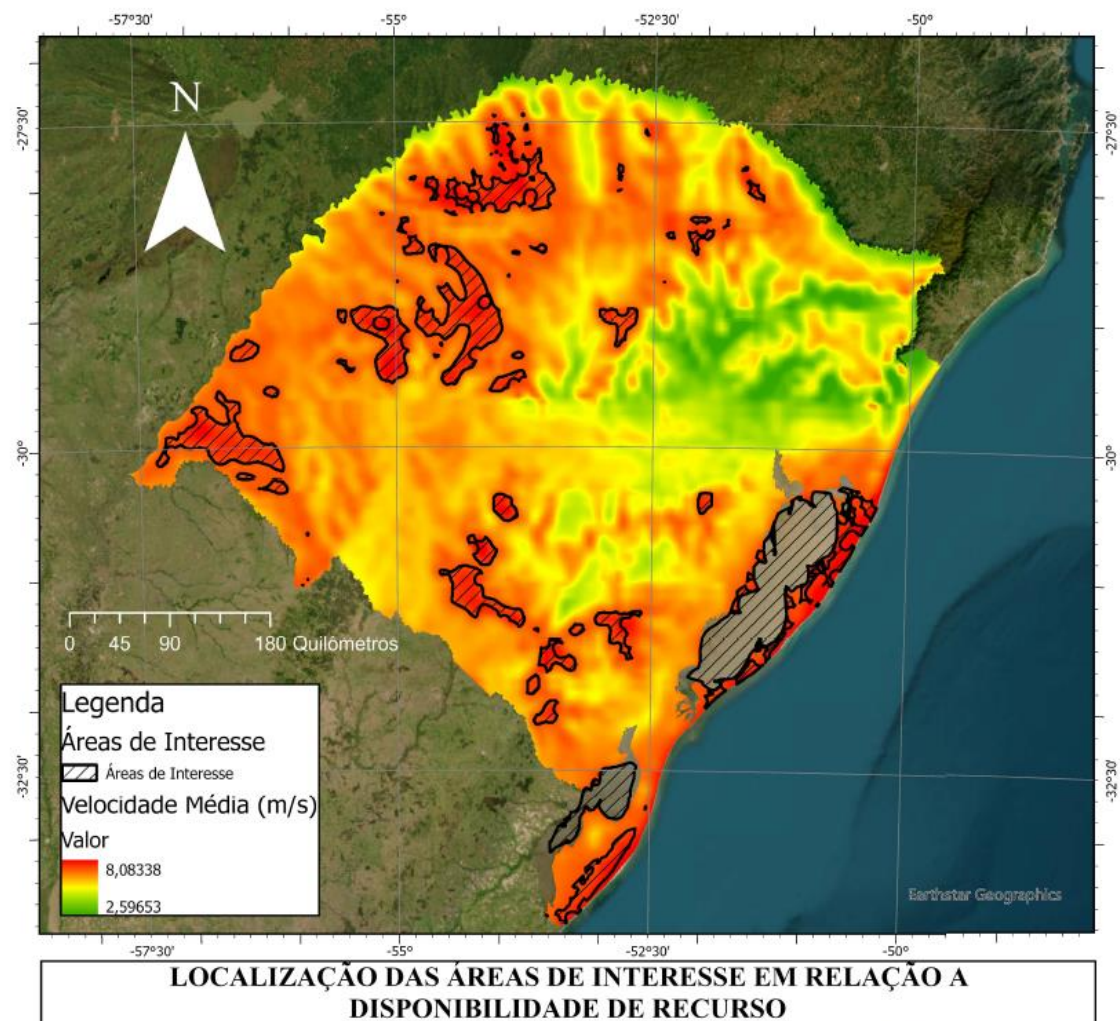 -57°30' -55° -52°30' -50°
N
-27°30' -27°30'
-30° -30°
0 45 90 180 Quilômetros
Legenda
Áreas de Interesse
Áreas de Interesse
Velocidade Média (m/s)
Valor
8,08338
2,59653
-32°30' -32°30'
Earthstar Geographics
-57°30' -55° -52°30' -50°
LOCALIZAÇÃO DAS ÁREAS DE INTERESSE EM RELAÇÃO A
DISPONIBILIDADE DE RECURSO